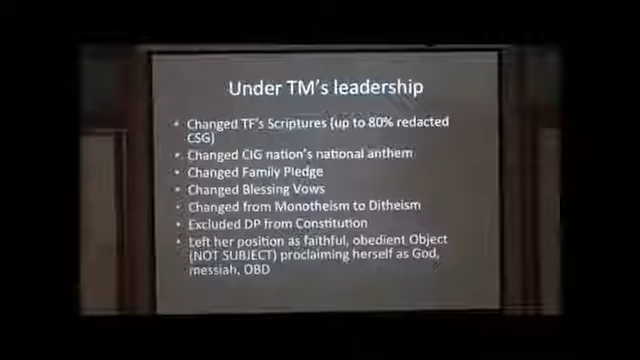 Under TM's leadership
• Changed TF's Scriptures (up to 80% redacted
CSG)
• Changed CIG nation's national anthem
• Changed Family Pledge
• Changed Blessing Vows
• Changed from Monotheism to Ditheism
• Excluded DP from Constitution
• Left her position as faithful, obedient Object
(NOT SUBJECT) proclaiming herself as God,
messiah, OBD